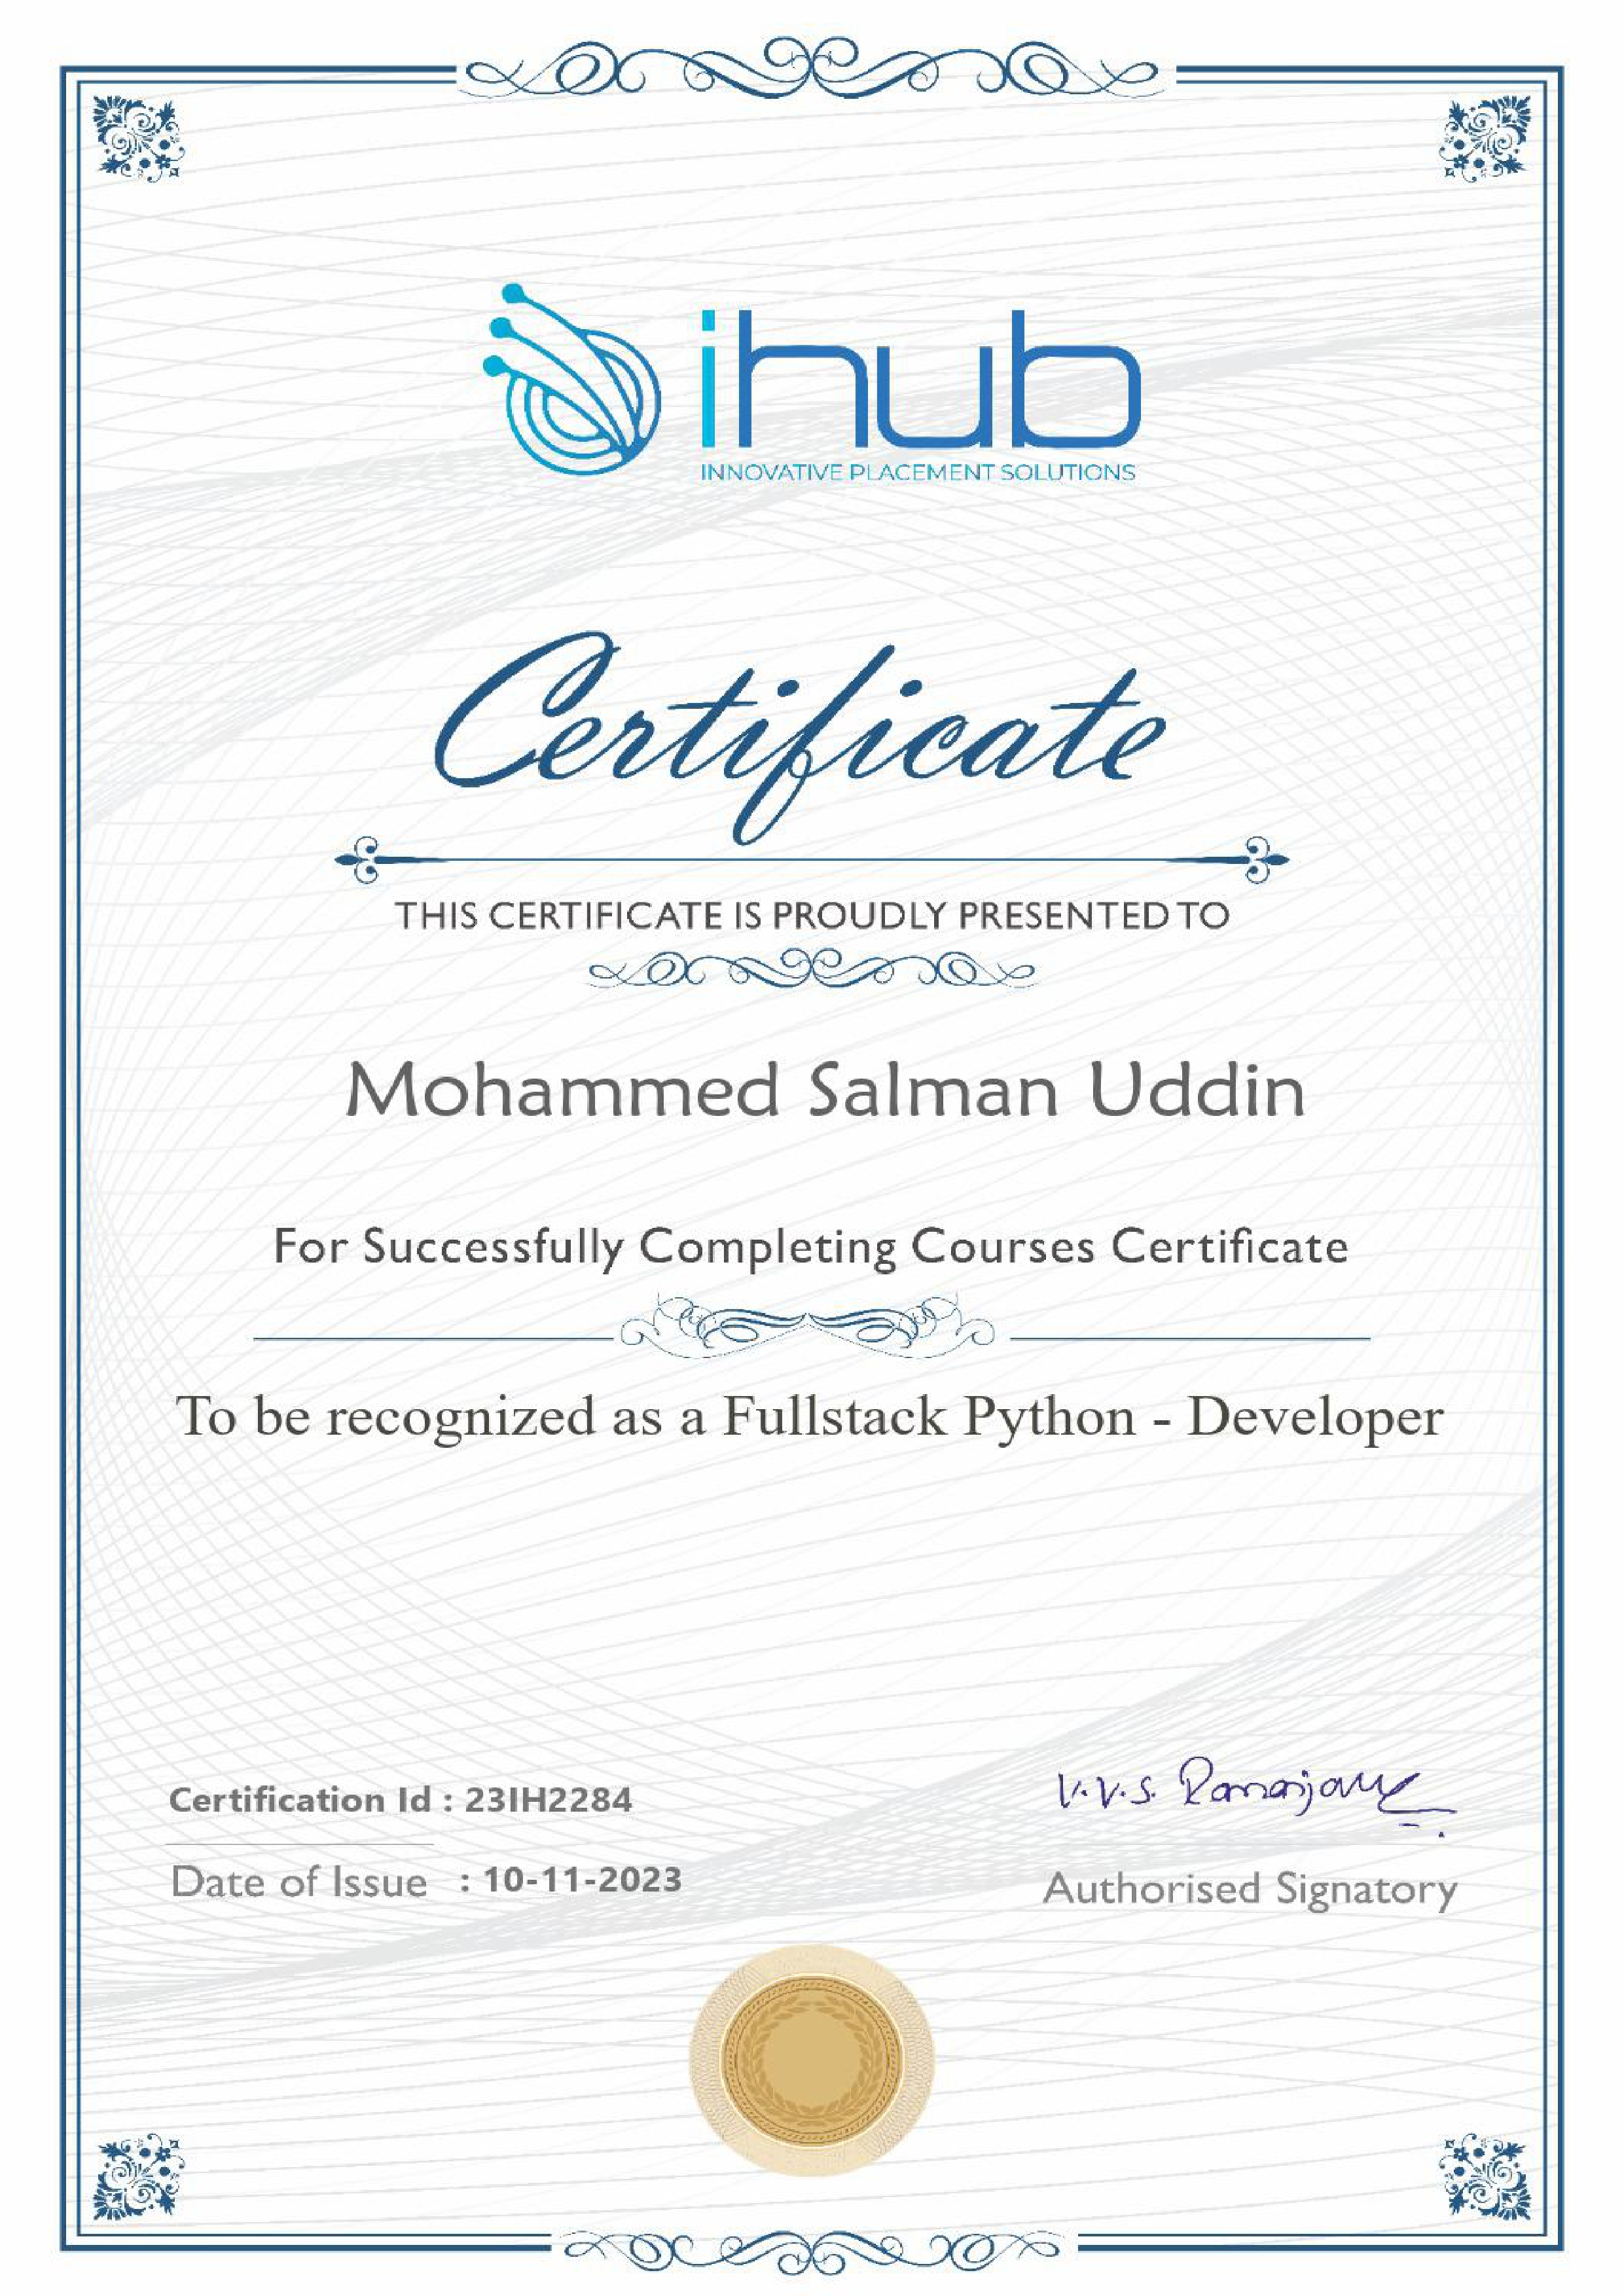 ihub
INNOVATIVE PLACEMENT SOLUTIONS
Certificate
THIS CERTIFICATE IS PROUDLY PRESENTED TO
Mohammed Salman Uddin
For Successfully Completing Courses Certificate
To be recognized as a Fullstack Python - Developer
V.V.S.
Certification Id : 23IH2284
Date of Issue : 10-11-2023
Authorised Signatory